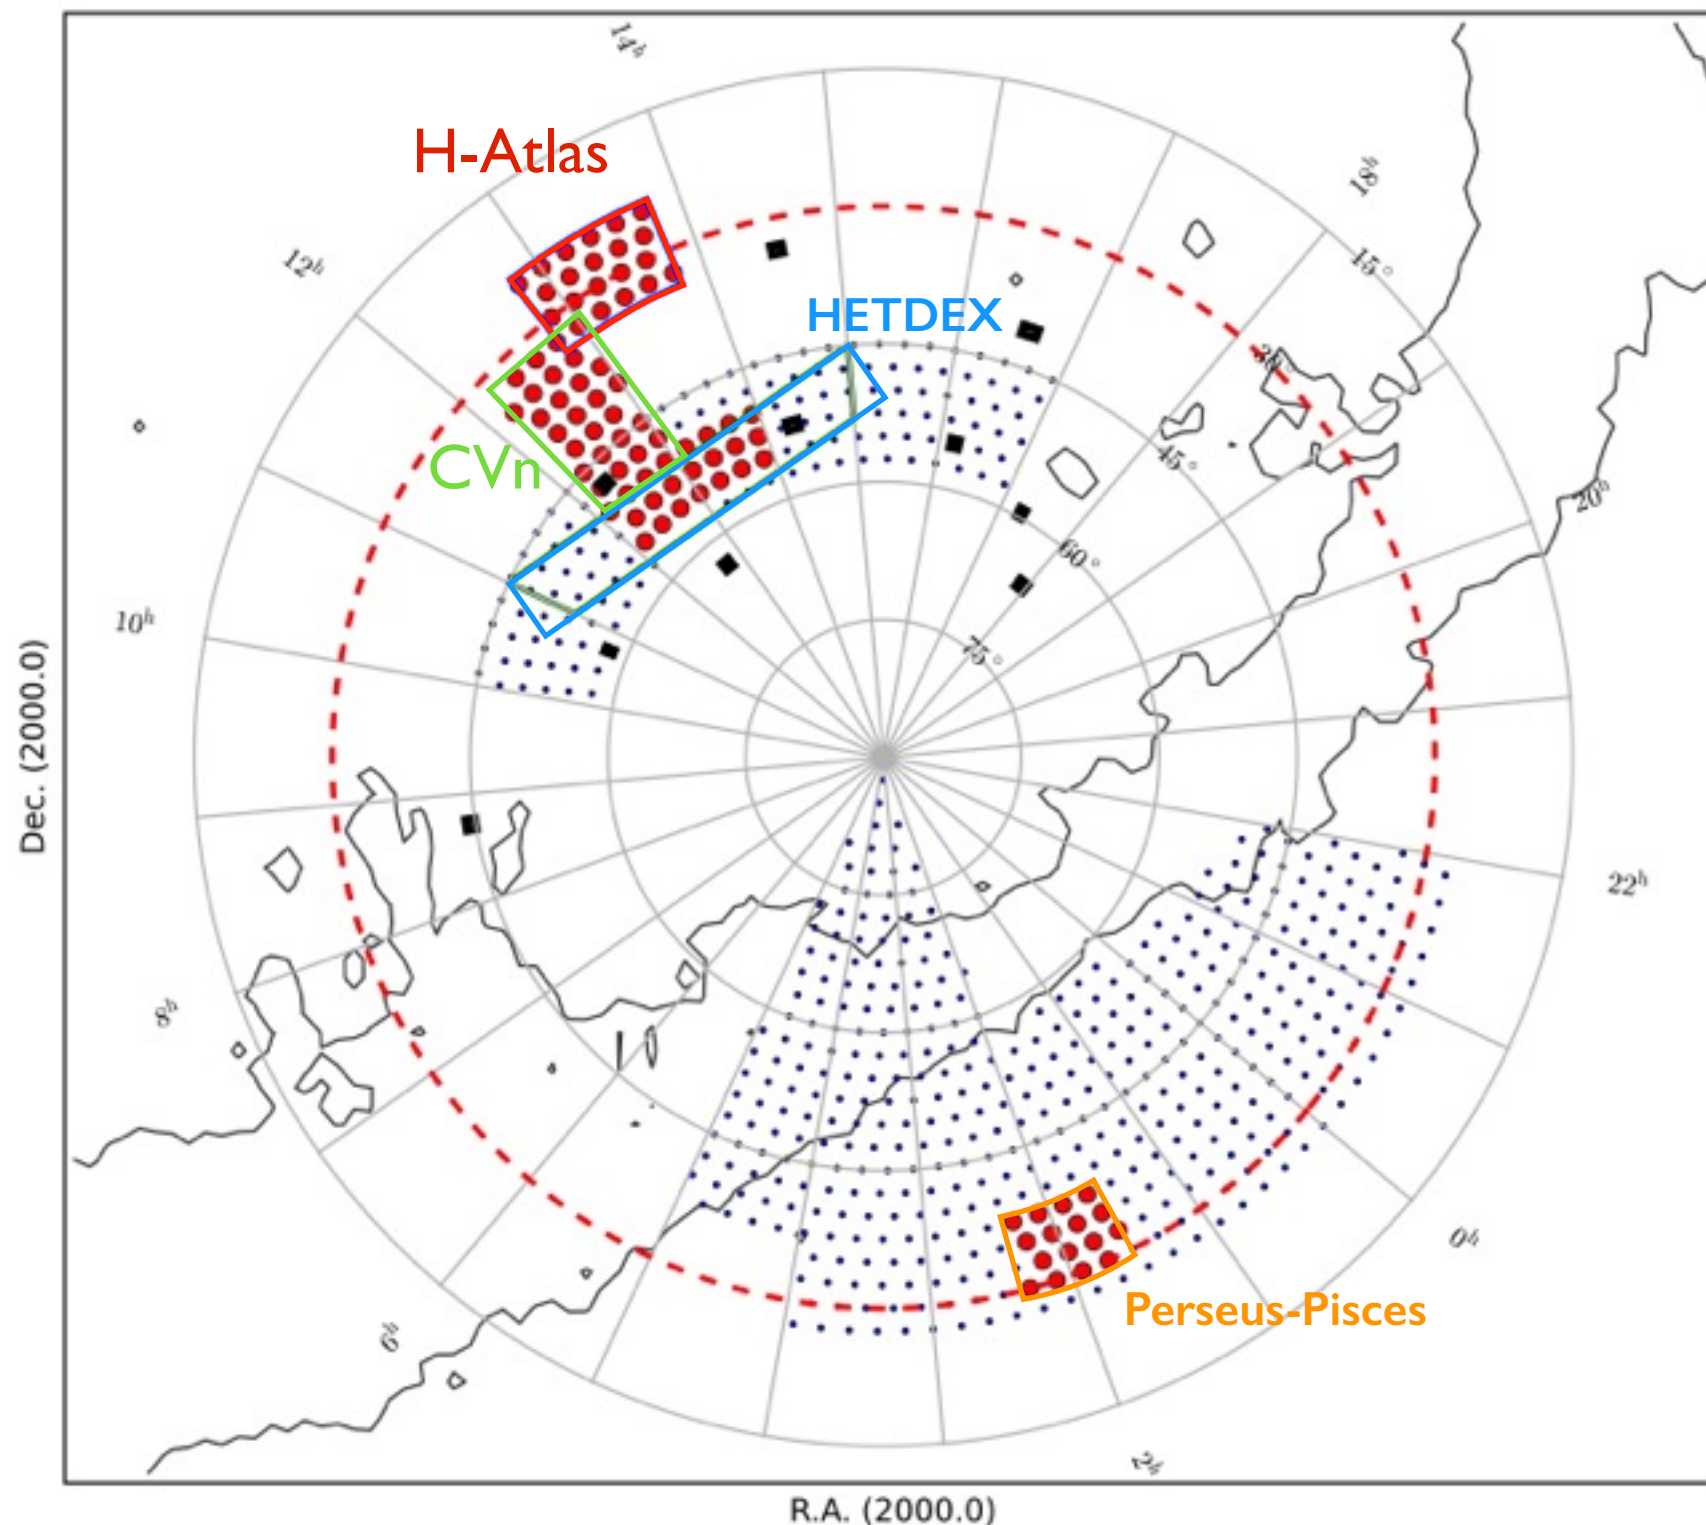 14ʰ
H-Atlas
18ʰ
12ʰ
15°
HETDEX
30°
CVn
45°
20ʰ
60°
10ʰ
75°
Dec. (2000.0)
22ʰ
8ʰ
0ʰ
Perseus-Pisces
6ʰ
2ʰ
R.A. (2000.0)